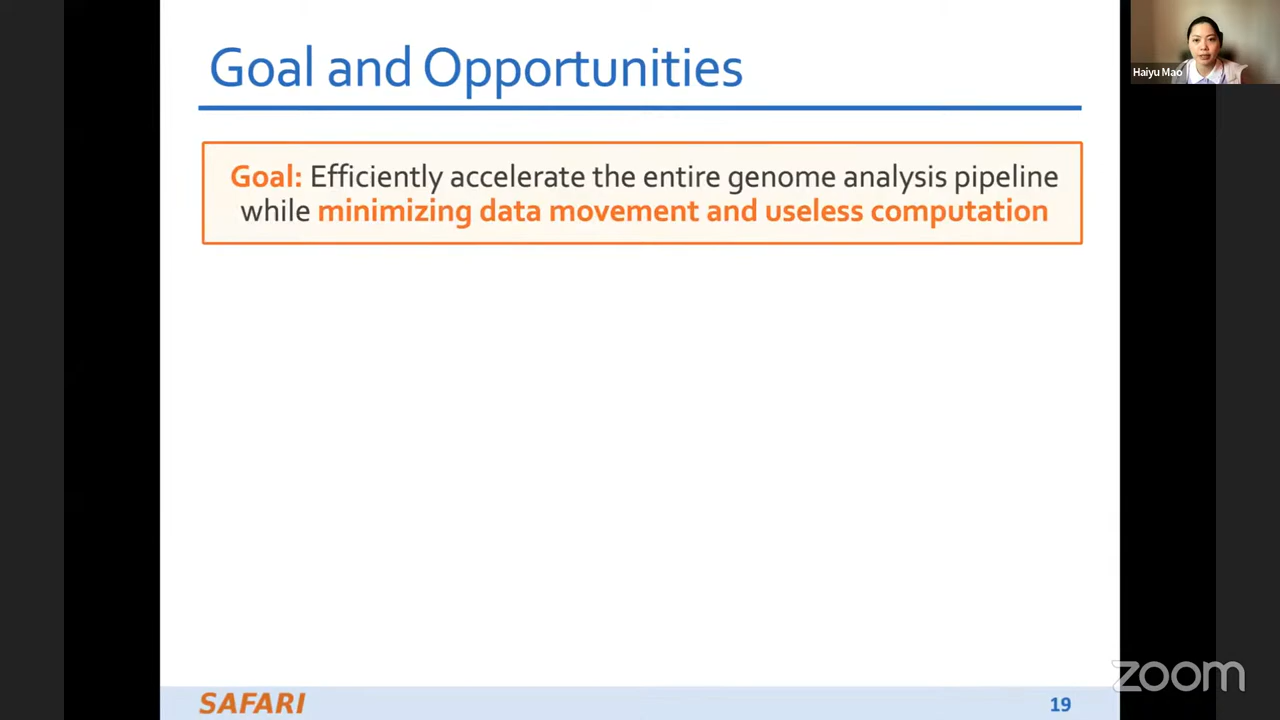 Goal and Opportunities
Haiyu Mao
Goal: Efficiently accelerate the entire genome analysis pipeline
while minimizing data movement and useless computation
SAFARI
19
zoom